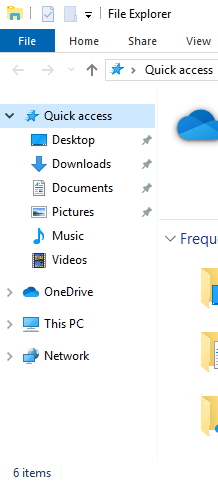 File Explorer
File Home Share View
Quick access
Quick access
Desktop
Downloads
Documents
Pictures
Music
Videos
OneDrive
This PC
Network
Freque
6 items